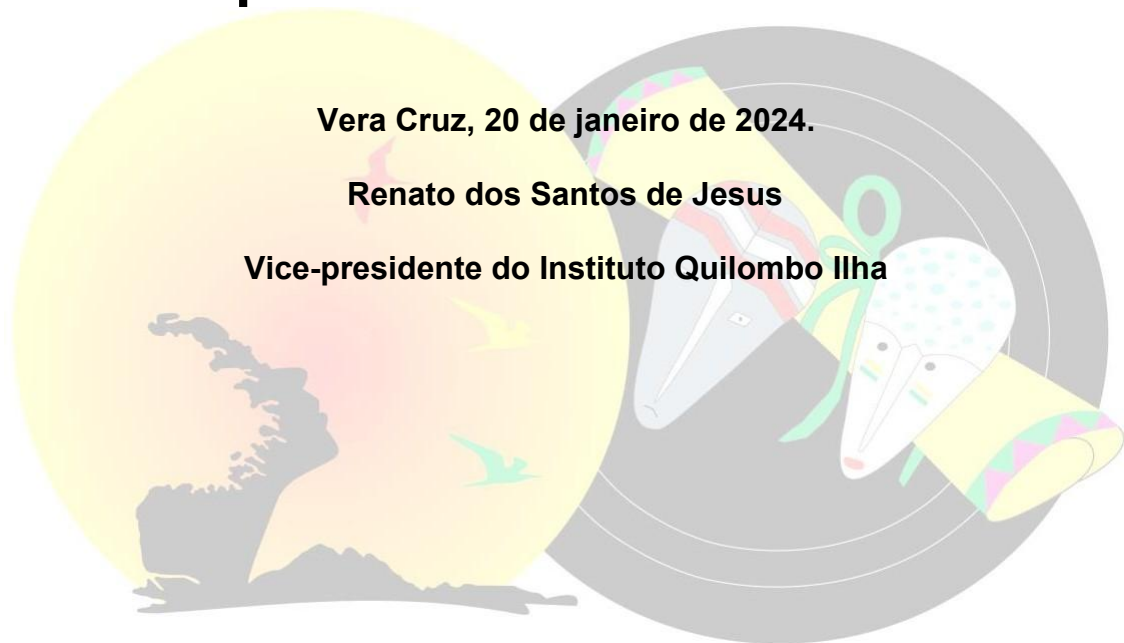 Vera Cruz, 20 de janeiro de 2024.
Renato dos Santos de Jesus
Vice-presidente do Instituto Quilombo Ilha